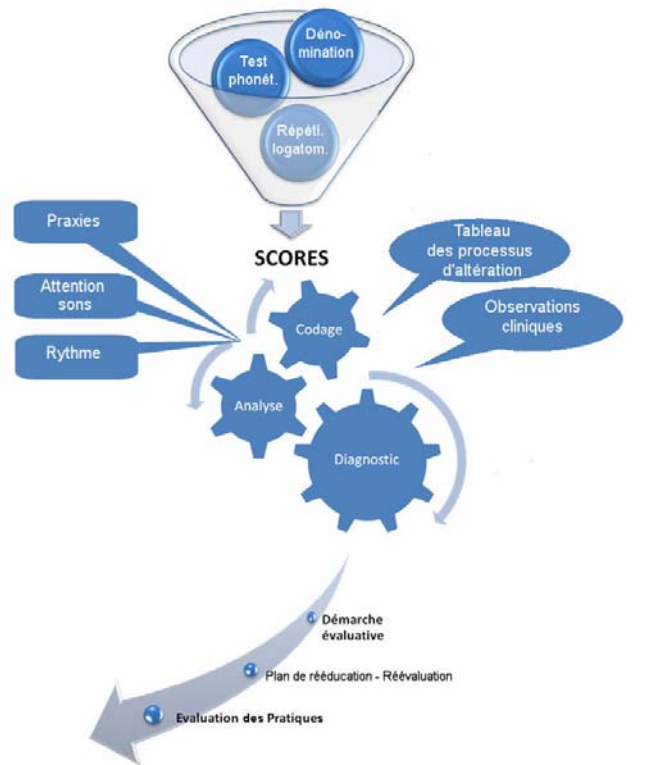 Déno-
mination
Test
phonét.
Répéti.
logatom.
SCORES
Praxies
Attention
sons
Rythme
Tableau
des processus
d'altération
Observations
cliniques
Codage
Analyse
Diagnostic
Démarche
évaluative
Plan de rééducation - Réévaluation
Evaluation des Pratiques